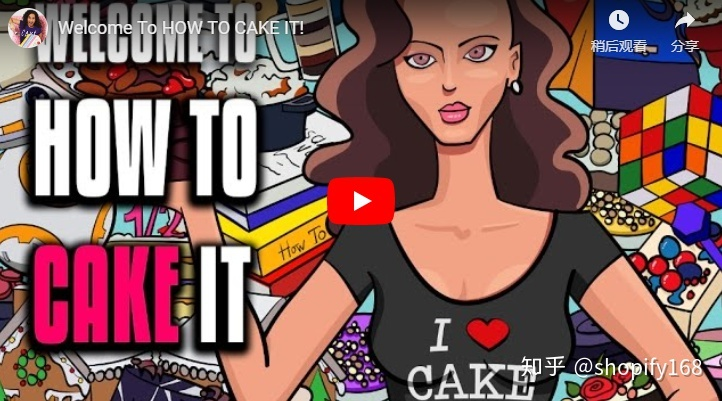 Welcome To HOW TO CAKE IT!
稍后观看
分享
WELCOME TO
HOW TO
CAKE IT
1/2
How To
I ❤ CAKE
知乎 @shopify168